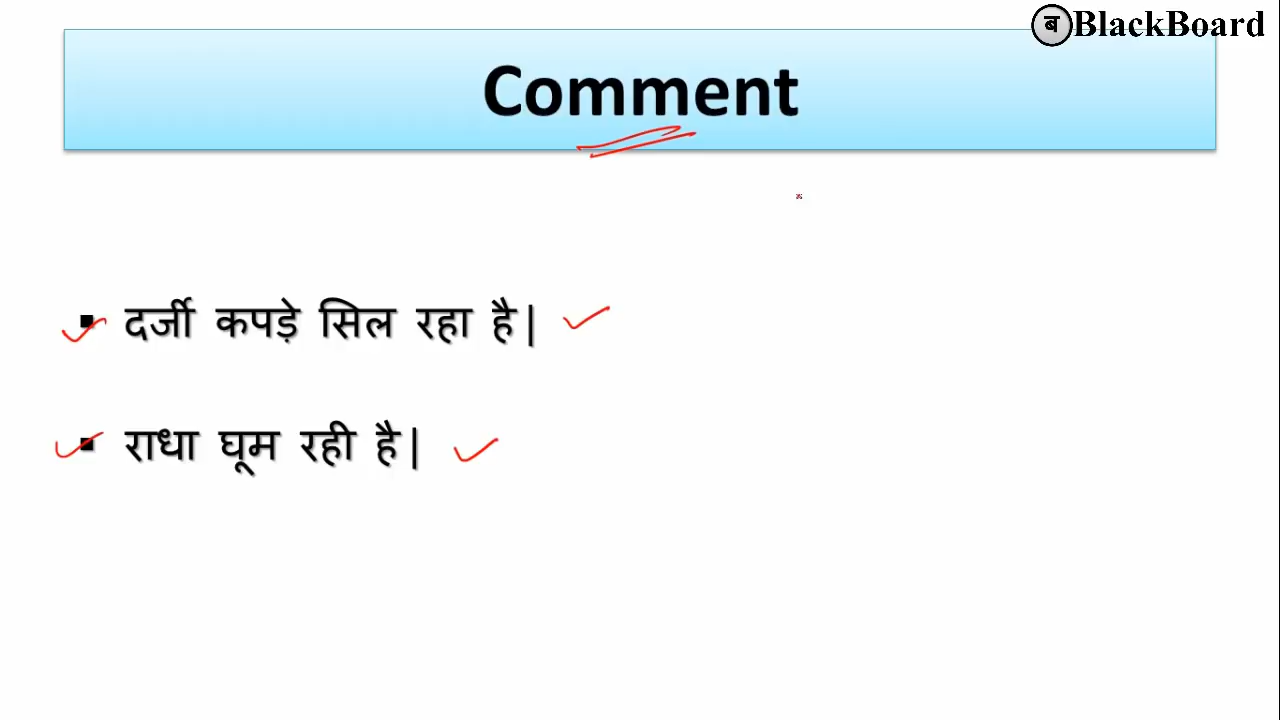 ब BlackBoard
Comment
▪ दर्जी कपड़े सिल रहा है|
▪ राधा घूम रही है|